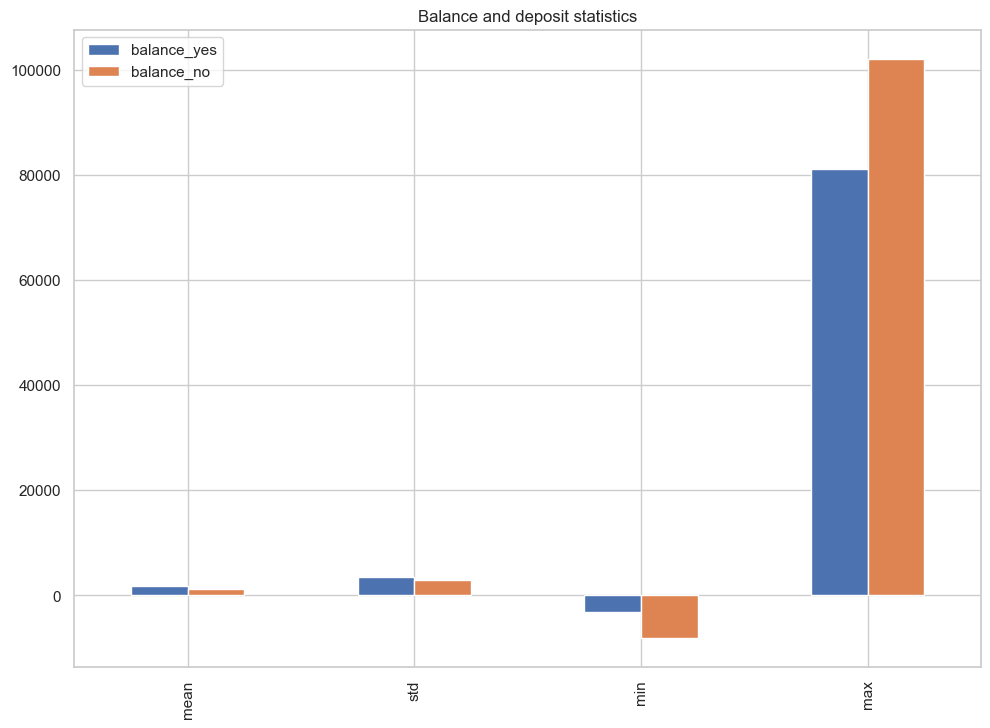 Balance and deposit statistics
balance_yes
balance_no
100000
80000
60000
40000
20000
0
mean
std
min
max